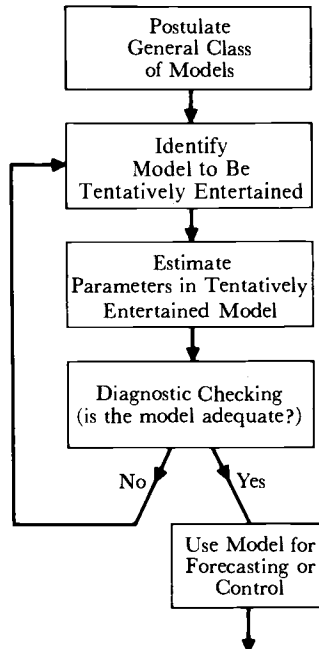 Postulate
General Class
of Models
Identify
Model to Be
Tentatively Entertained
Estimate
Parameters in Tentatively
Entertained Model
Diagnostic Checking
(is the model adequate?)
No
Yes
Use Model for
Forecasting or
Control